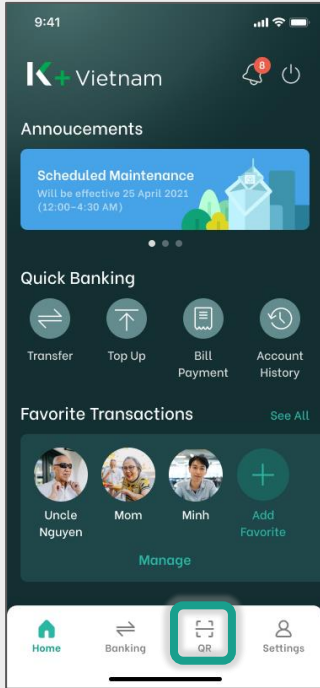 9:41
K+ Vietnam
8
Annoucements
Scheduled Maintenance
Will be effective 25 April 2021
(12:00-4:30 AM)
Quick Banking
Transfer
Top Up
Bill
Payment
Account
History
Favorite Transactions
See All
Uncle
Nguyen
Mom
Minh
Add
Favorite
Manage
Home
Banking
QR
Settings